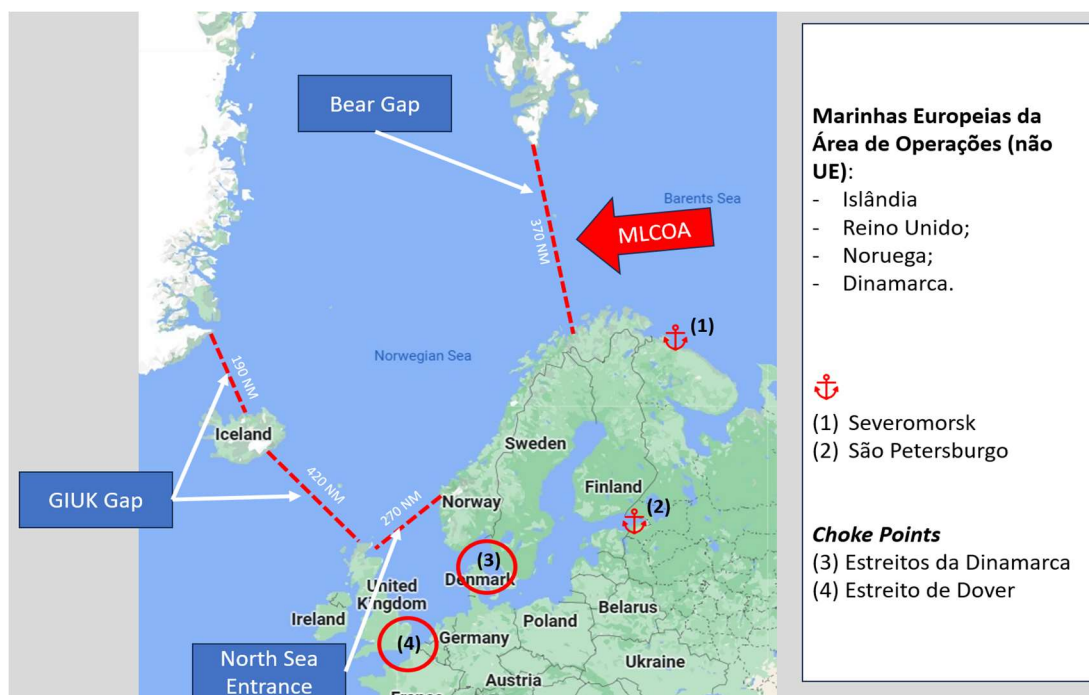 Bear Gap
Barents Sea
MLCOA
370 NM
(1)
Norwegian Sea
190 NM
Iceland
Sweden
GIUK Gap
420 NM
270 NM
Norway
Finland
(2)
(3)
Denmark
United
Kingdom
Ireland
(4)
Belarus
Poland
Germany
Ukraine
North Sea
Entrance
Austria
Marinhas Europeias da
Área de Operações (não
UE):
- Islândia
- Reino Unido;
- Noruega;
- Dinamarca.
(1) Severomorsk
(2) São Petersburgo
Choke Points
(3) Estreitos da Dinamarca
(4) Estreito de Dover